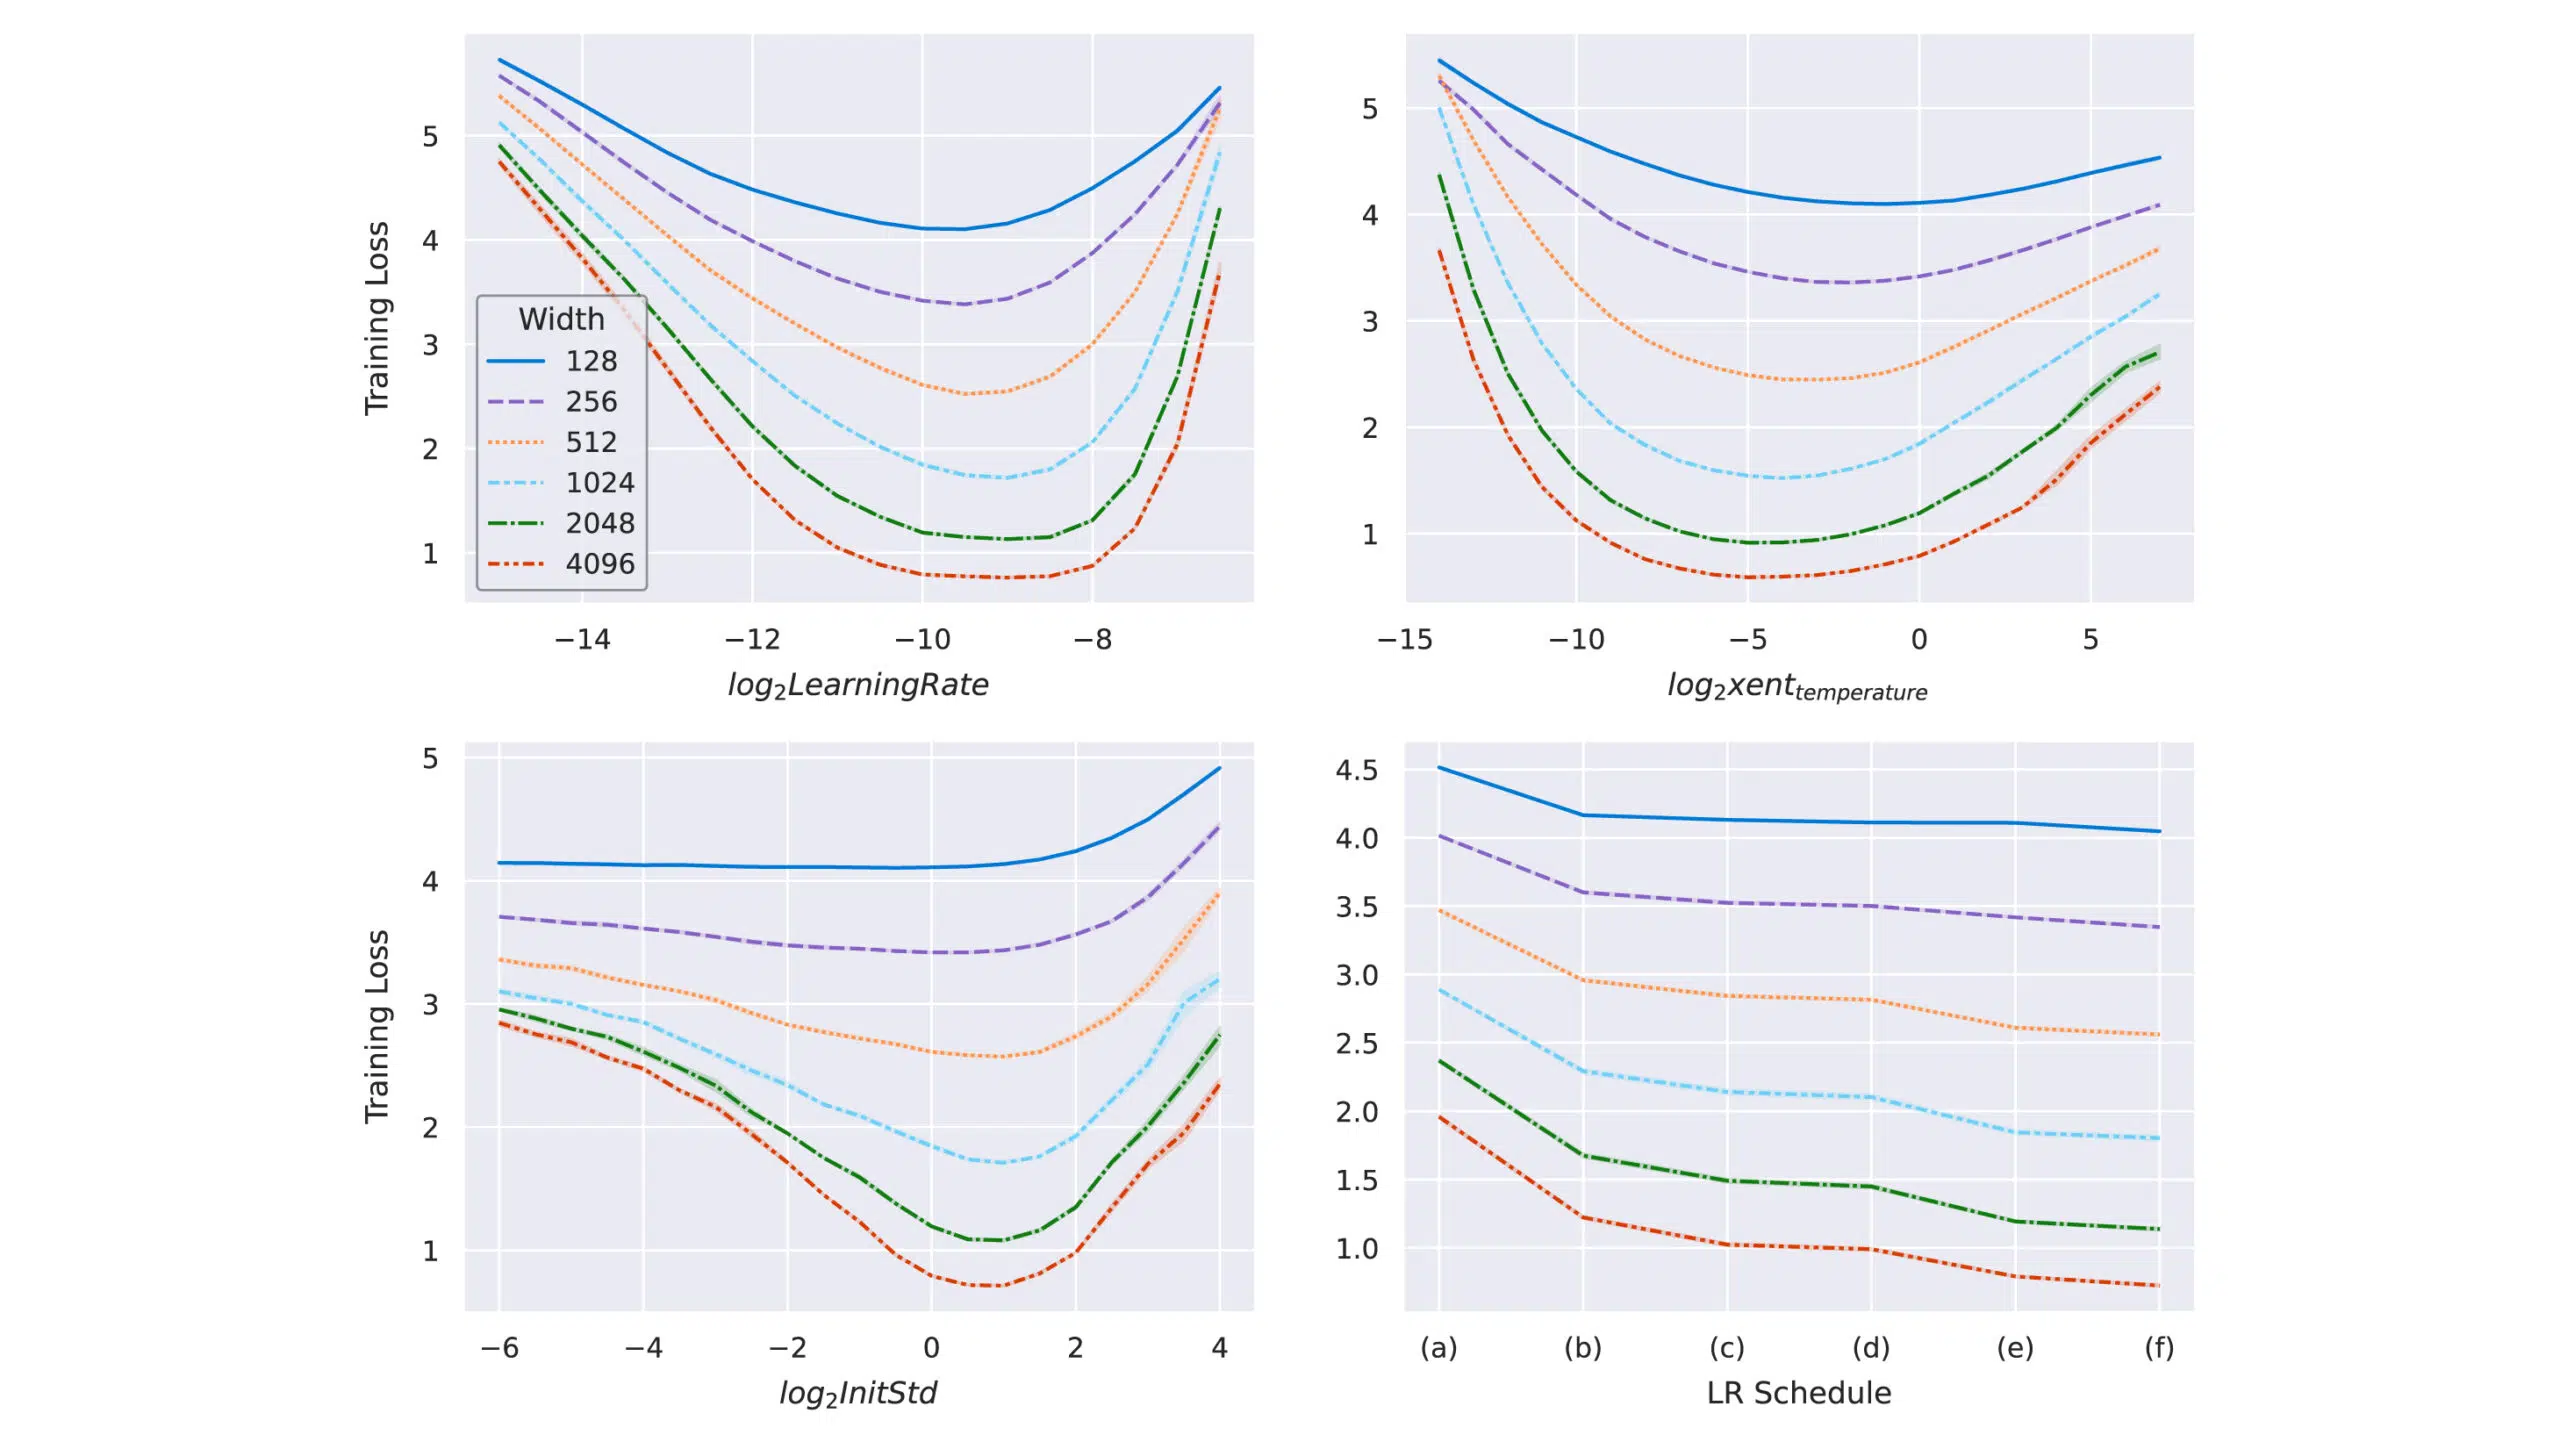 Training Loss
5
4
3
2
1
Width
128
256
512
1024
2048
4096
−14 −12 −10 −8
log₂LearningRate
5
4
3
2
1
−15 −10 −5 0 5
log₂xent_temperature
Training Loss
5
4
3
2
1
−6 −4 −2 0 2 4
log₂InitStd
4.5
4.0
3.5
3.0
2.5
2.0
1.5
1.0
(a) (b) (c) (d) (e) (f)
LR Schedule